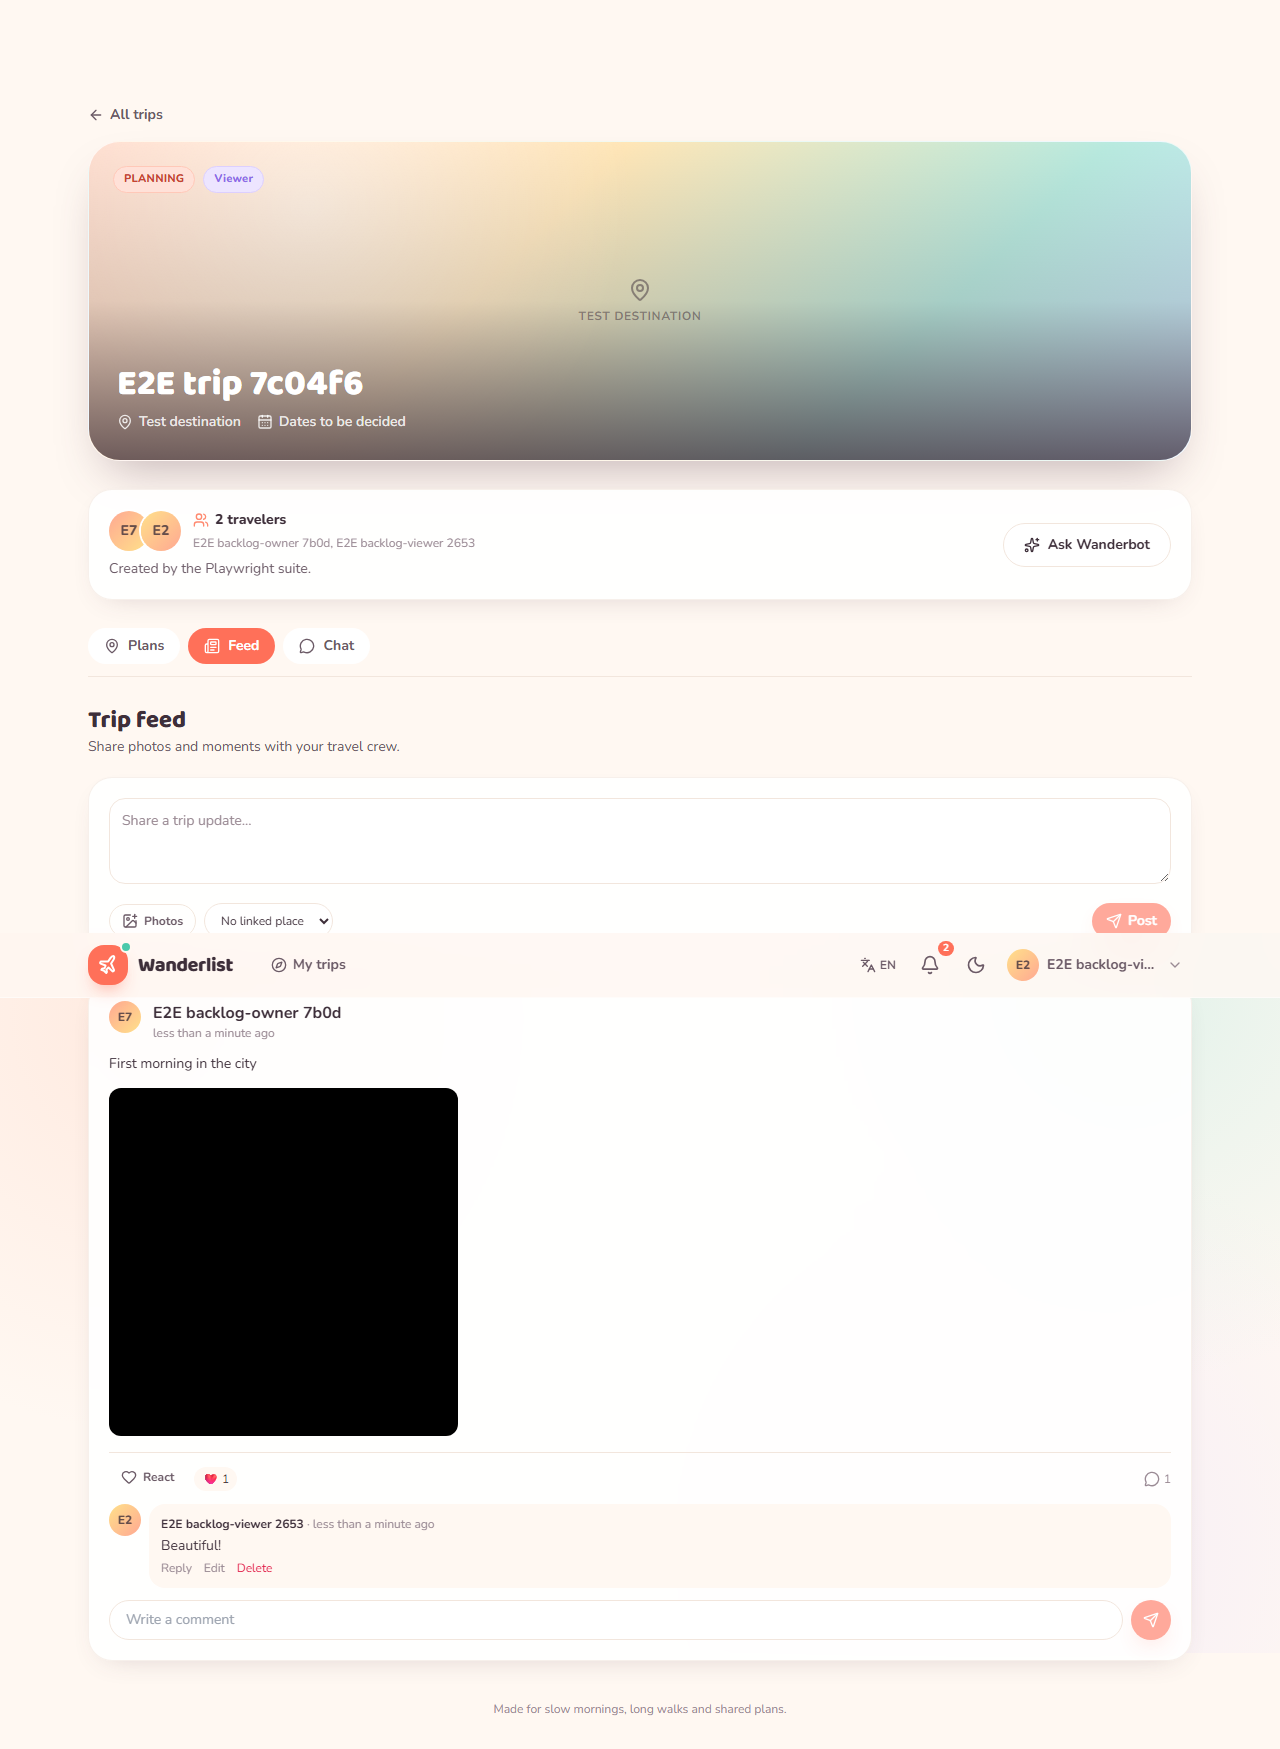 All trips
PLANNING
Viewer
TEST DESTINATION
E2E trip 7c04f6
Test destination
Dates to be decided
E7
E2
2 travelers
E2E backlog-owner 7b0d, E2E backlog-viewer 2653
Created by the Playwright suite.
Ask Wanderbot
Plans
Feed
Chat
Trip feed
Share photos and moments with your travel crew.
Share a trip update...
Photos
No linked place
Post
Wanderlist
My trips
EN
2
E2
E2E backlog-vi...
E7
E2E backlog-owner 7b0d
less than a minute ago
First morning in the city
React
1
1
E2
E2E backlog-viewer 2653 · less than a minute ago
Beautiful!
Reply
Edit
Delete
Write a comment
Made for slow mornings, long walks and shared plans.